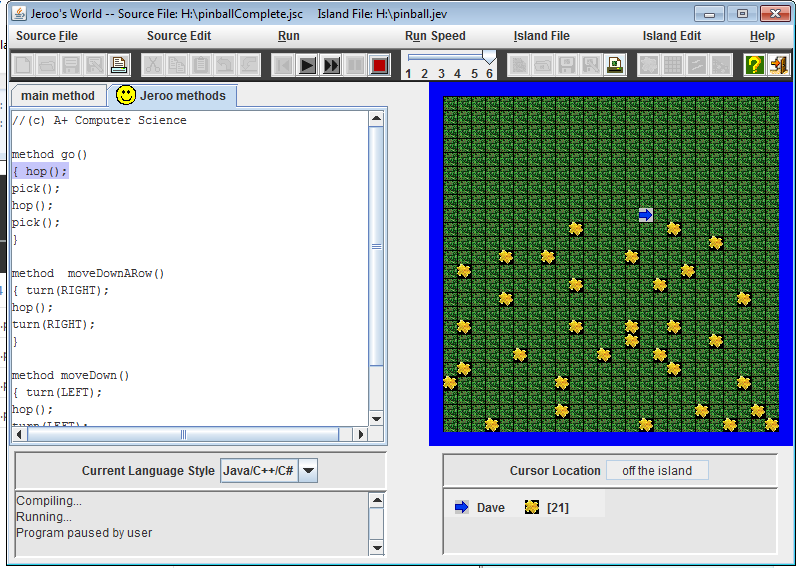 Jeroo's World -- Source File: H:\pinballComplete.jsc Island File: H:\pinball.jev
Source File Source Edit Run Run Speed Island File Island Edit Help
1 2 3 4 5 6
main method Jeroo methods
//(c) A+ Computer Science
method go()
{ hop();
pick();
hop();
pick();
}
method moveDownARow()
{ turn(RIGHT);
hop();
turn(RIGHT);
}
method moveDown()
{ turn(LEFT);
hop();
turn(LEFT);
Current Language Style Java/C++/C#
Compiling...
Running...
Program paused by user
Cursor Location off the island
Dave [21]